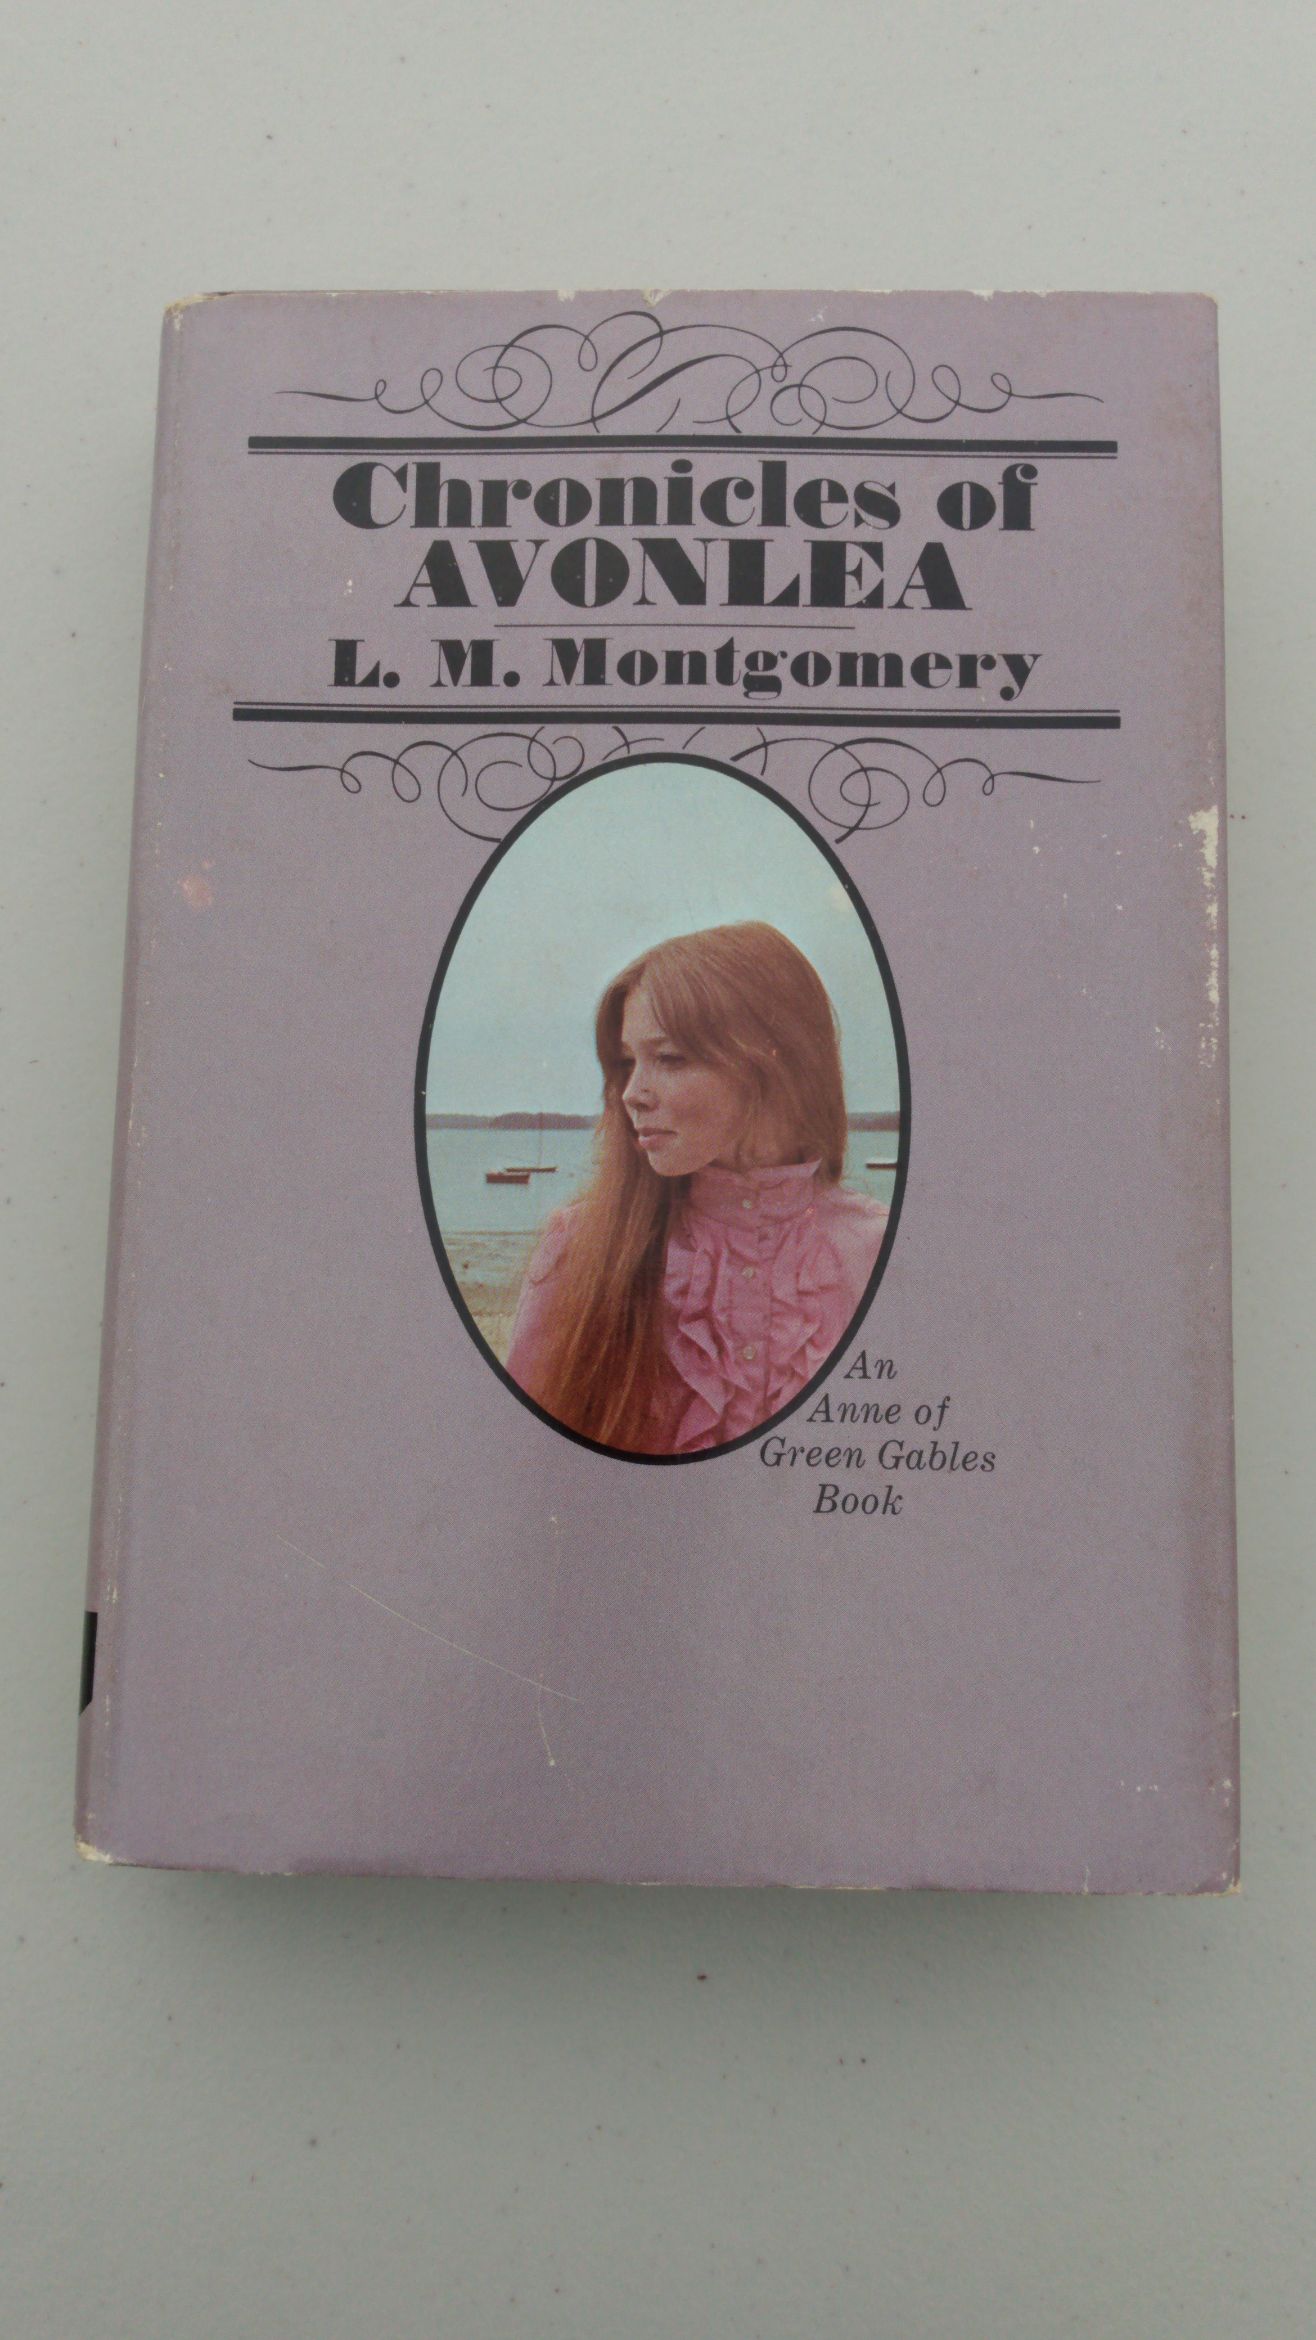 Chronicles of
AVONLEA
L. M. Montgomery
An
Anne of
Green Gables
Book